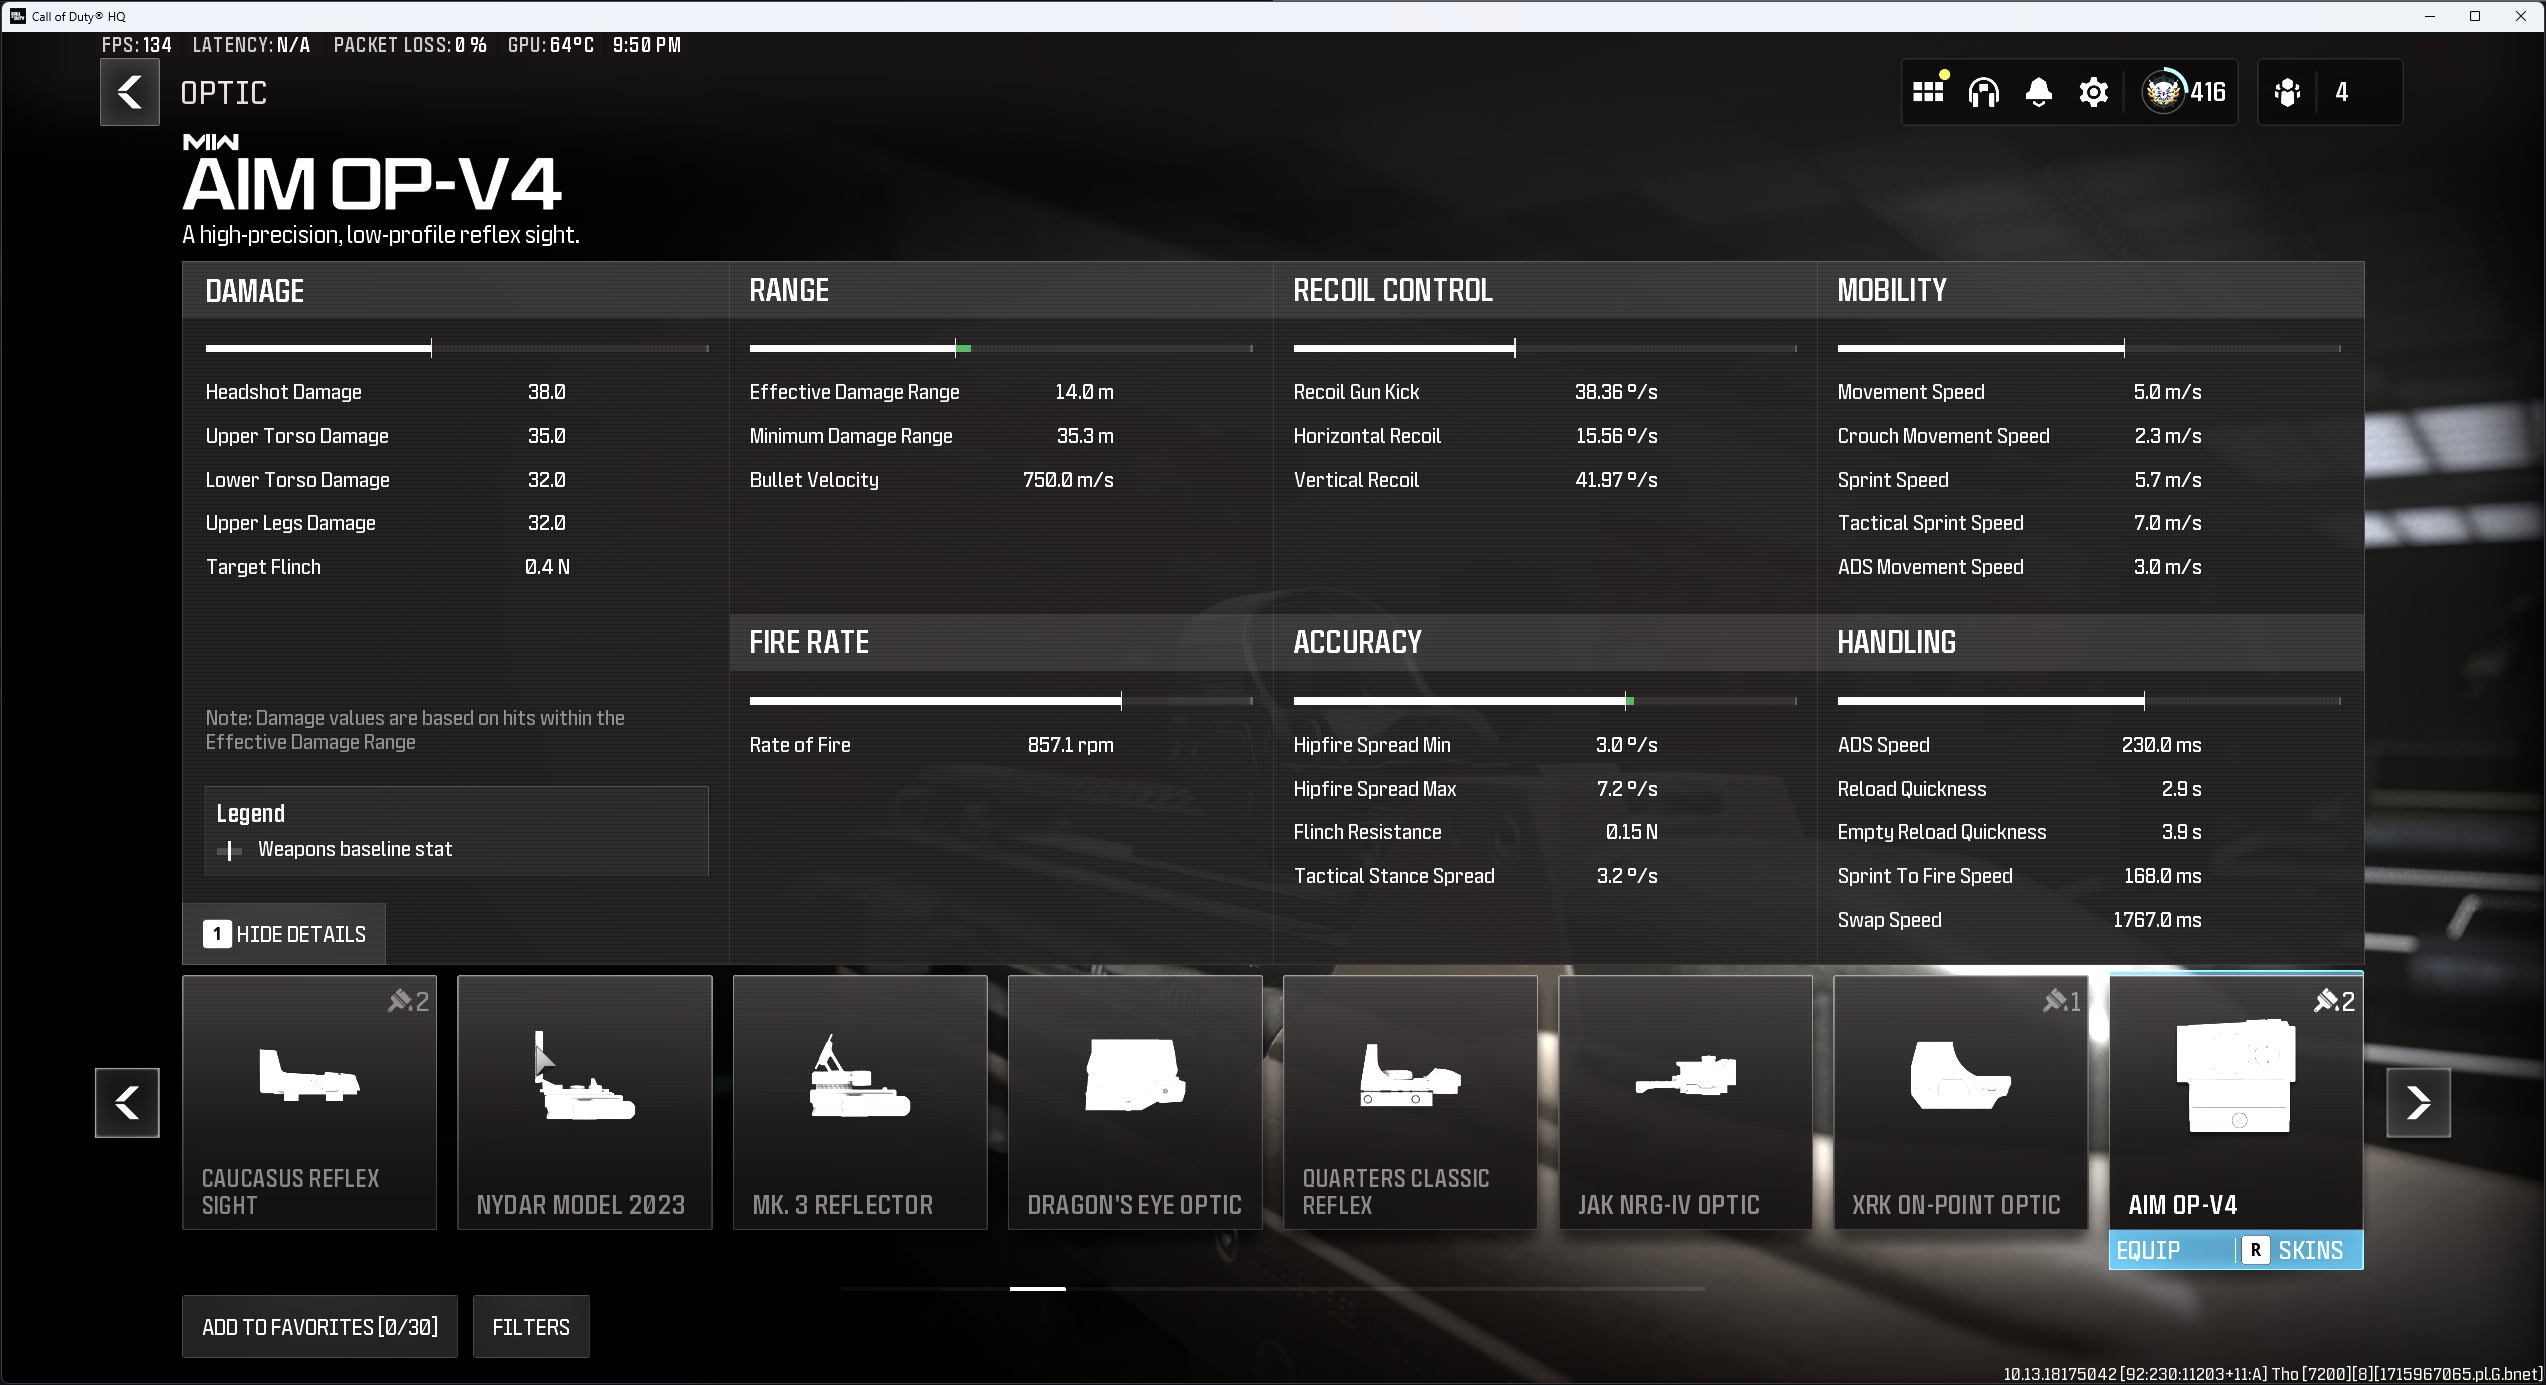 Call of Duty® HQ
FPS: 134 LATENCY: N/A PACKET LOSS: 0 % GPU: 64ºC 9:50 PM
OPTIC
416
4
MW
AIM OP-V4
A high-precision, low-profile reflex sight.
DAMAGE
Headshot Damage 38.0
Upper Torso Damage 35.0
Lower Torso Damage 32.0
Upper Legs Damage 32.0
Target Flinch 0.4 N
Note: Damage values are based on hits within the
Effective Damage Range
Legend
Weapons baseline stat
1 HIDE DETAILS
RANGE
Effective Damage Range 14.0 m
Minimum Damage Range 35.3 m
Bullet Velocity 750.0 m/s
FIRE RATE
Rate of Fire 857.1 rpm
RECOIL CONTROL
Recoil Gun Kick 38.36 º/s
Horizontal Recoil 15.56 º/s
Vertical Recoil 41.97 º/s
ACCURACY
Hipfire Spread Min 3.0 º/s
Hipfire Spread Max 7.2 º/s
Flinch Resistance 0.15 N
Tactical Stance Spread 3.2 º/s
MOBILITY
Movement Speed 5.0 m/s
Crouch Movement Speed 2.3 m/s
Sprint Speed 5.7 m/s
Tactical Sprint Speed 7.0 m/s
ADS Movement Speed 3.0 m/s
HANDLING
ADS Speed 230.0 ms
Reload Quickness 2.9 s
Empty Reload Quickness 3.9 s
Sprint To Fire Speed 168.0 ms
Swap Speed 1767.0 ms
2
CAUCASUS REFLEX
SIGHT
NYDAR MODEL 2023
MK. 3 REFLECTOR
DRAGON'S EYE OPTIC
QUARTERS CLASSIC
REFLEX
JAK NRG-IV OPTIC
1
XRK ON-POINT OPTIC
2
AIM OP-V4
EQUIP R SKINS
ADD TO FAVORITES [0/30]
FILTERS
10.13.18175042 [92:230:11203+11:A] Tho [7200][8][1715967065.pl.G.bnet]